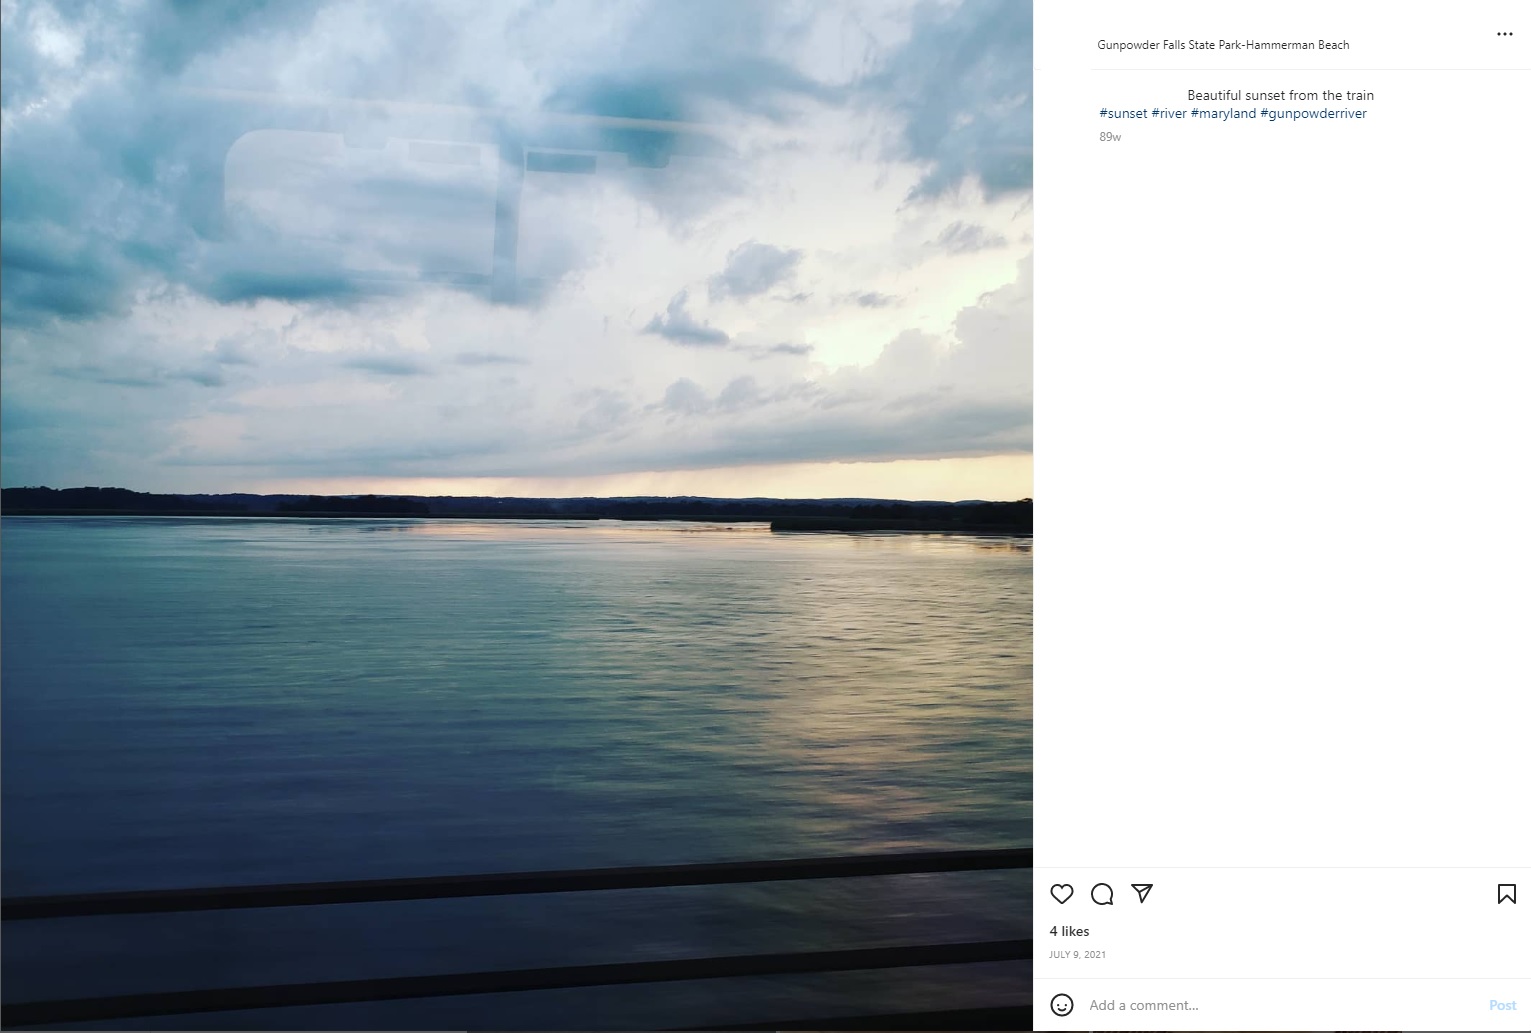 Gunpowder Falls State Park-Hammerman Beach
Beautiful sunset from the train
#sunset #river #maryland #gunpowderriver
89w
4 likes
JULY 9, 2021
Add a comment...
Post